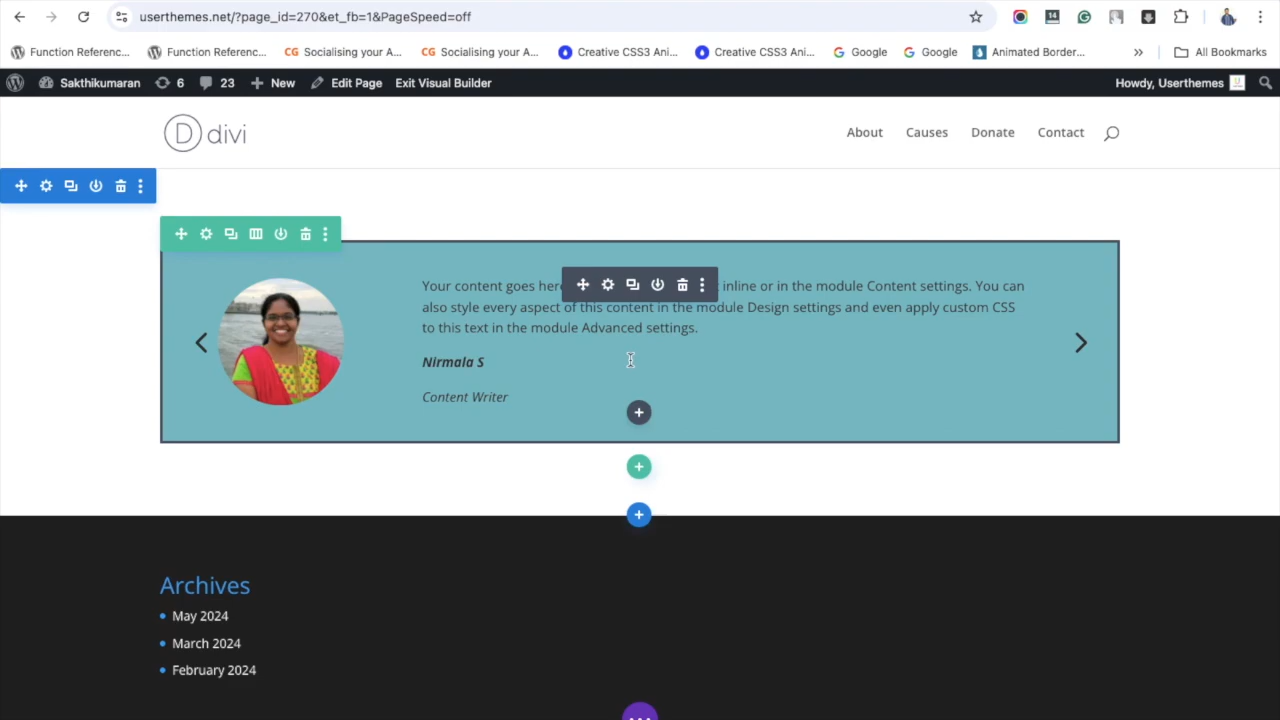 userthemes.net/?page_id=270&et_fb=1&PageSpeed=off
14
Function Referenc... Function Referenc... CG Socialising your A... CG Socialising your A... Creative CSS3 Ani... Creative CSS3 Ani... Google Google Animated Border... » All Bookmarks
Sakthikumaran 6 23 New Edit Page Exit Visual Builder Howdy, Userthemes
D divi About Causes Donate Contact
Your content goes here inline or in the module Content settings. You can
also style every aspect of this content in the module Design settings and even apply custom CSS
to this text in the module Advanced settings.
Nirmala S
Content Writer
Archives
May 2024
March 2024
February 2024